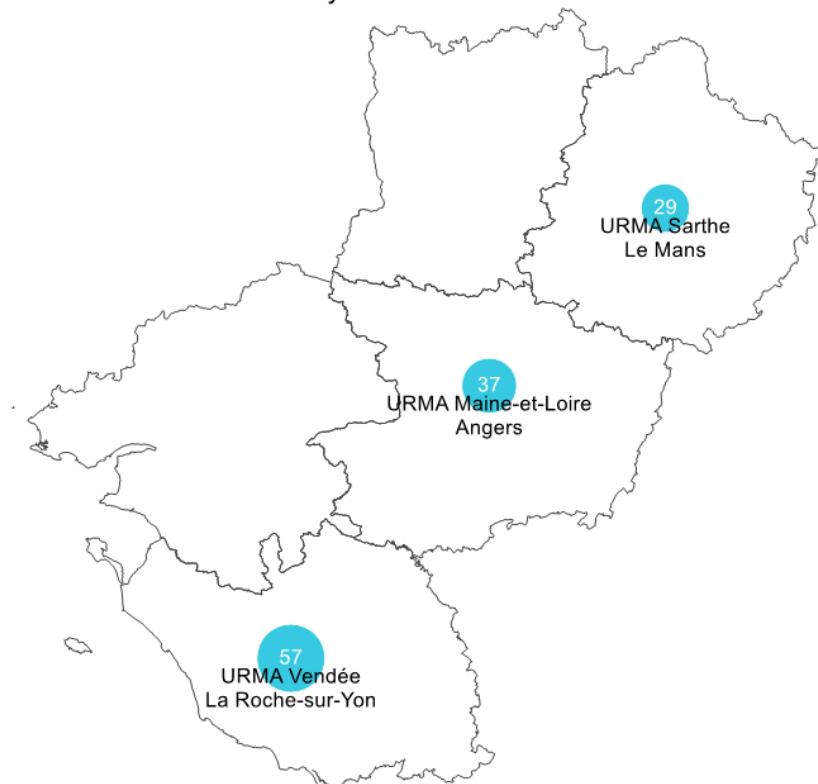 29
URMA Sarthe
Le Mans
37
URMA Maine-et-Loire
Angers
57
URMA Vendée
La Roche-sur-Yon